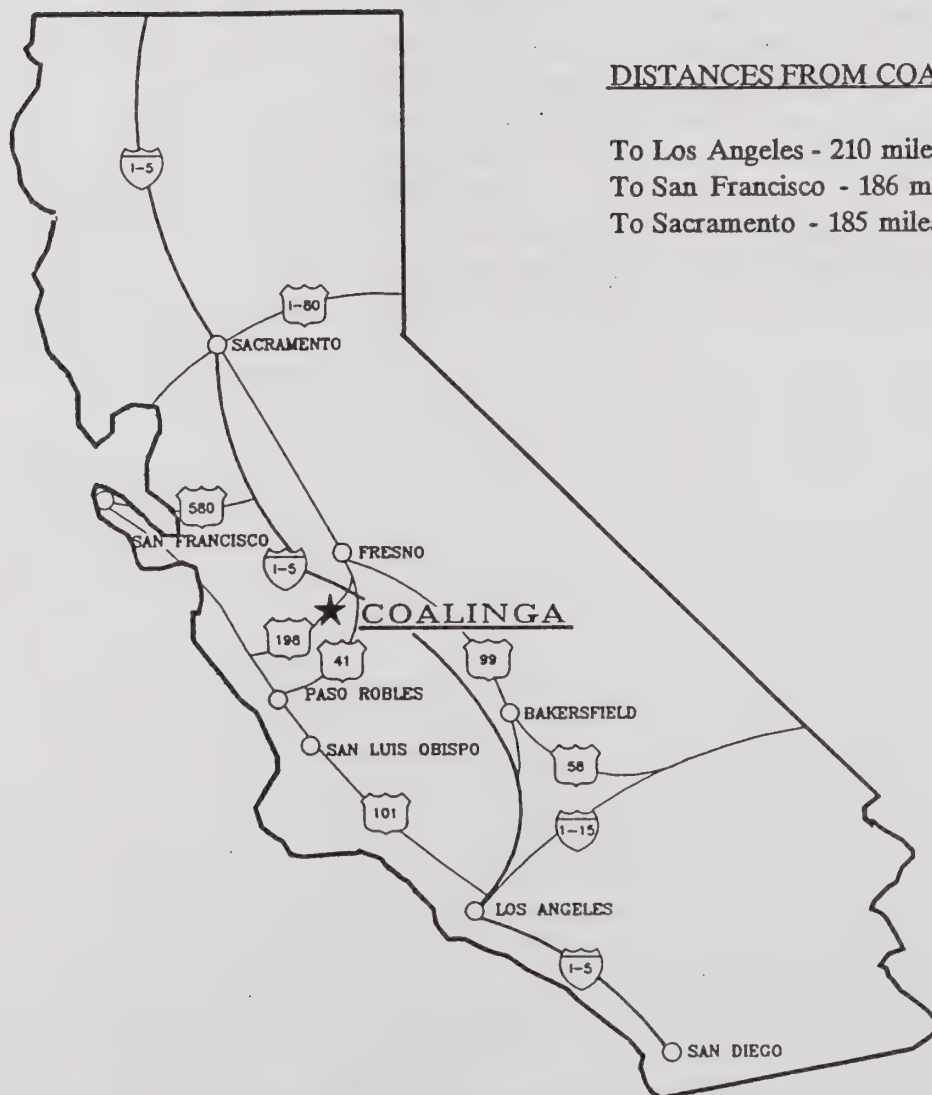 DISTANCES FROM COA
To Los Angeles - 210 mile
To San Francisco - 186 m
To Sacramento - 185 miles
I-5
I-80
SACRAMENTO
580
SAN FRANCISCO
FRESNO
I-5
COALINGA
198
41
99
PASO ROBLES
BAKERSFIELD
SAN LUIS OBISPO
58
101
I-15
LOS ANGELES
I-5
SAN DIEGO